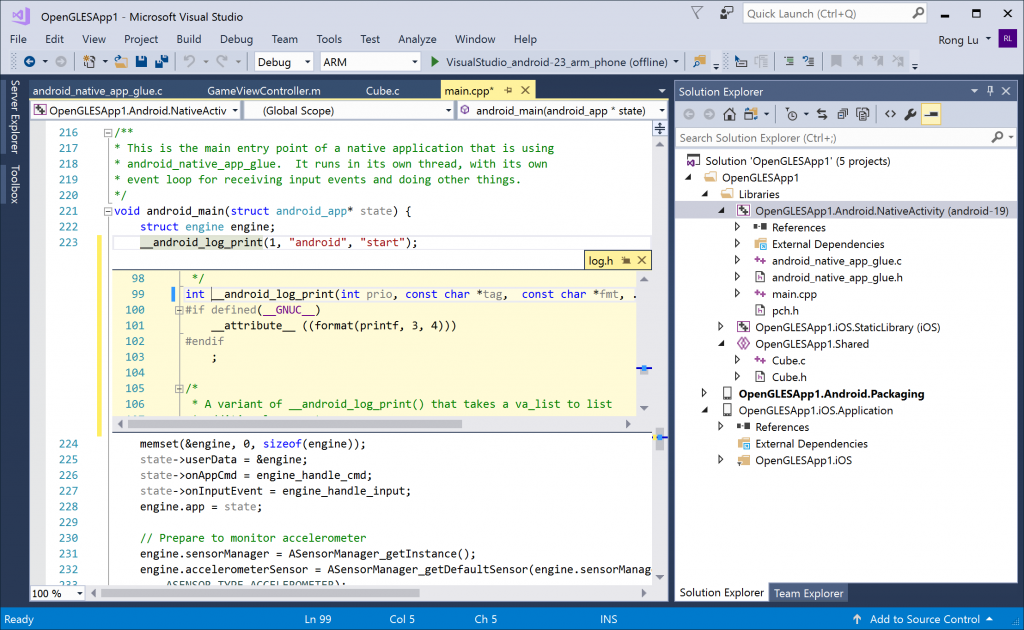 OpenGLESApp1 - Microsoft Visual Studio
Quick Launch (Ctrl+Q)
File Edit View Project Build Debug Team Tools Test Analyze Window Help
Rong Lu RL
Debug ARM VisualStudio_android-23_arm_phone (offline)
Server Explorer
Toolbox
android_native_app_glue.c GameViewController.m Cube.c main.cpp*
OpenGLESApp1.Android.NativeActiv (Global Scope) android_main(android_app * state)
216 /**
217 * This is the main entry point of a native application that is using
218 * android_native_app_glue.  It runs in its own thread, with its own
219 * event loop for receiving input events and doing other things.
220 */
221 void android_main(struct android_app* state) {
222 struct engine engine;
223 __android_log_print(1, "android", "start");
log.h
98 */
99 int __android_log_print(int prio, const char *tag,  const char *fmt, .
100 #if defined(__GNUC__)
101 __attribute__ ((format(printf, 3, 4)))
102 #endif
103 ;
104
105 /*
106 * A variant of __android_log_print() that takes a va_list to list
224 memset(&engine, 0, sizeof(engine));
225 state->userData = &engine;
226 state->onAppCmd = engine_handle_cmd;
227 state->onInputEvent = engine_handle_input;
228 engine.app = state;
229
230 // Prepare to monitor accelerometer
231 engine.sensorManager = ASensorManager_getInstance();
232 engine.accelerometerSensor = ASensorManager_getDefaultSensor(engine.sensorManag
233 ASENSOR_TYPE_ACCELEROMETER);
100 %
Solution Explorer
Search Solution Explorer (Ctrl+;)
Solution 'OpenGLESApp1' (5 projects)
OpenGLESApp1
Libraries
OpenGLESApp1.Android.NativeActivity (android-19)
References
External Dependencies
android_native_app_glue.c
android_native_app_glue.h
main.cpp
pch.h
OpenGLESApp1.iOS.StaticLibrary (iOS)
OpenGLESApp1.Shared
Cube.c
Cube.h
OpenGLESApp1.Android.Packaging
OpenGLESApp1.iOS.Application
References
External Dependencies
OpenGLESApp1.iOS
Solution Explorer Team Explorer
Ready Ln 99 Col 5 Ch 5 INS Add to Source Control